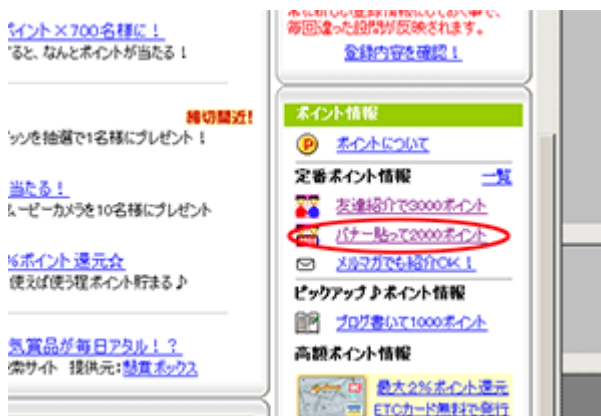 ポイント×700名様に！
すると、なんとポイントが当たる！
締切間近!
ッツを抽選で1名様にプレゼント！
当たる！
ムービーカメラを10名様にプレゼント
％ポイント還元☆
使えば使う程ポイント貯まる♪
気賞品が毎日アタル！？
索サイト 提供元：懸賞ボックス
毎回違った設問が反映されます。
登録内容を確認！
ポイント情報
ポイントについて
定番ポイント情報 一覧
友達紹介で3000ポイント
バナー貼って2000ポイント
メルマガでも紹介OK！
ピックアップ♪ポイント情報
ブログ書いて1000ポイント
高額ポイント情報
最大2%ポイント還元
ETCカード無料で発行